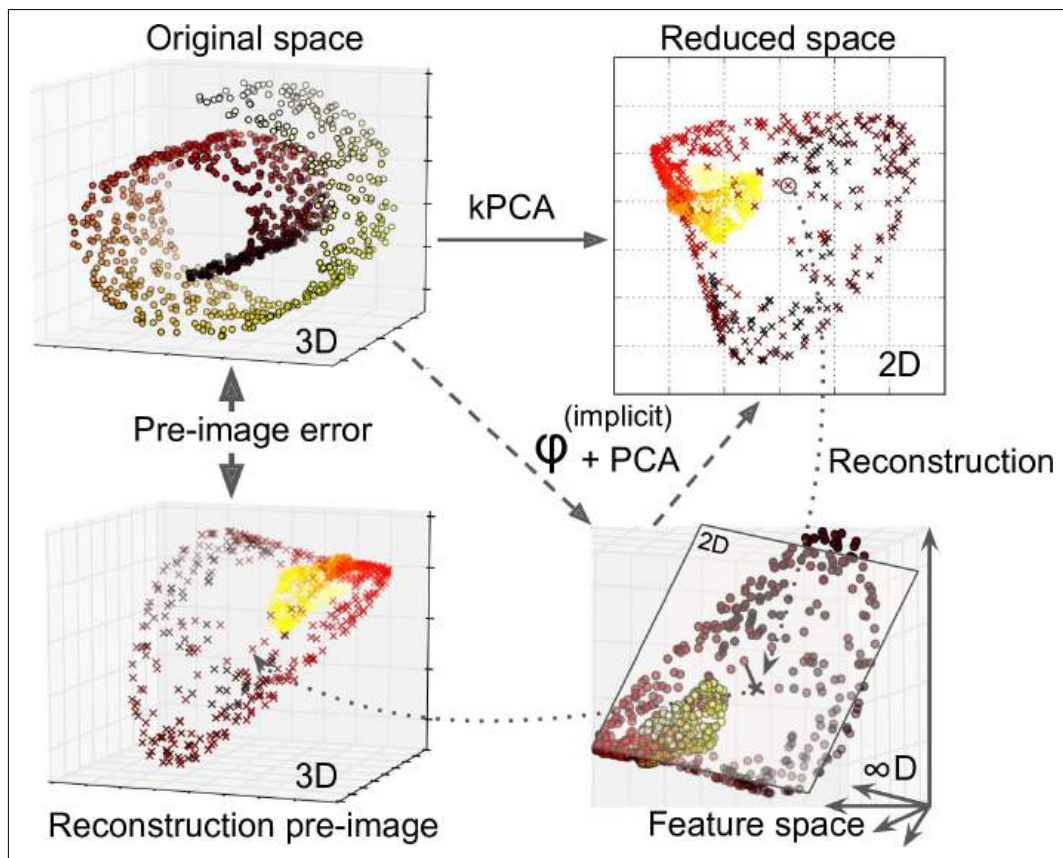 Original space
Reduced space
kPCA
3D
2D
Pre-image error
(implicit)
φ + PCA
Reconstruction
2D
3D
∞D
Reconstruction pre-image
Feature space